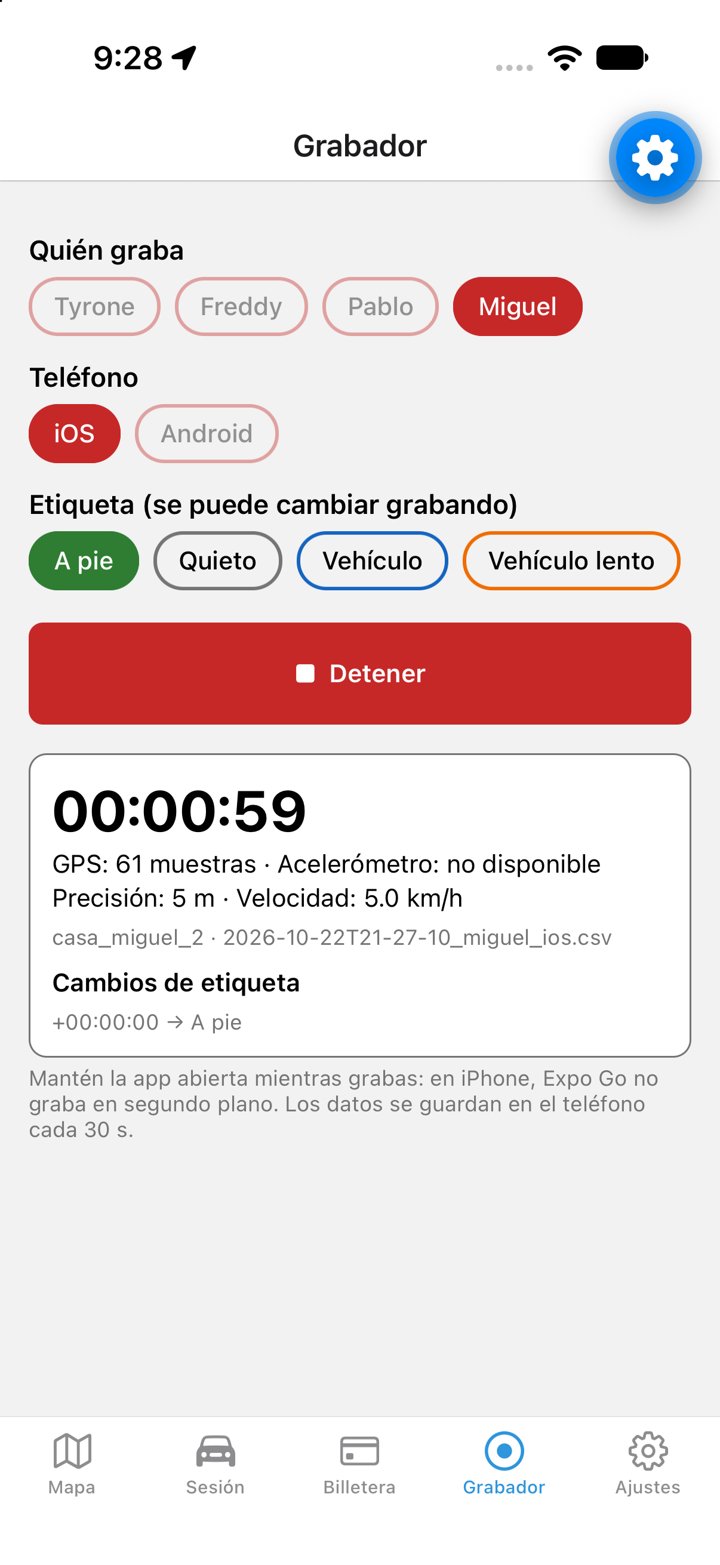 9:28
Grabador
Quién graba
Tyrone Freddy Pablo Miguel
Teléfono
iOS Android
Etiqueta (se puede cambiar grabando)
A pie Quieto Vehículo Vehículo lento
Detener
00:00:59
GPS: 61 muestras · Acelerómetro: no disponible
Precisión: 5 m · Velocidad: 5.0 km/h
casa_miguel_2 · 2026-10-22T21-27-10_miguel_ios.csv
Cambios de etiqueta
+00:00:00 → A pie
Mantén la app abierta mientras grabas: en iPhone, Expo Go no
graba en segundo plano. Los datos se guardan en el teléfono
cada 30 s.
Mapa Sesión Billetera Grabador Ajustes